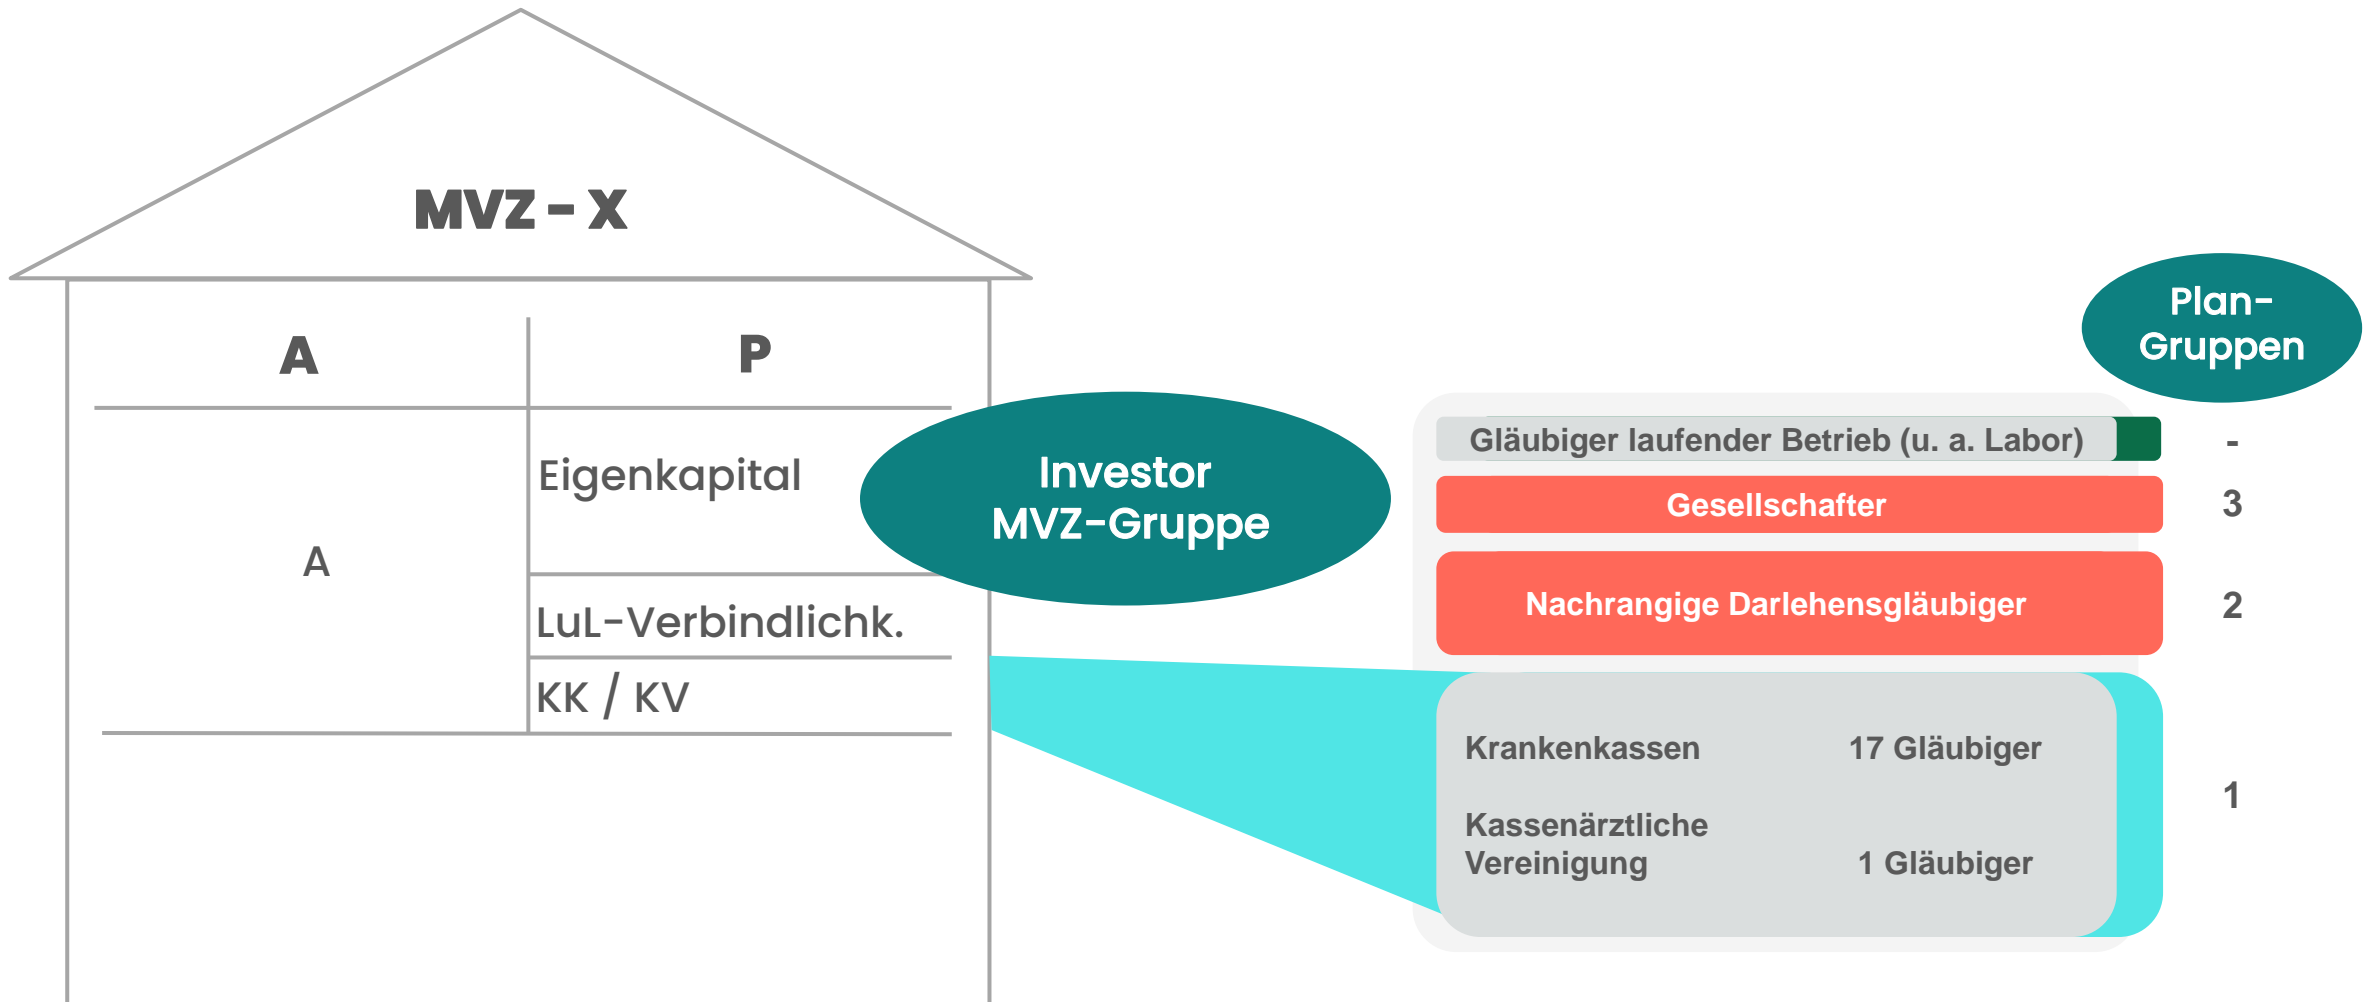 MVZ - X
A
P
Eigenkapital
A
LuL-Verbindlichk.
KK / KV
Investor
MVZ-Gruppe
Plan-
Gruppen
Gläubiger laufender Betrieb (u. a. Labor)
-
Gesellschafter
3
Nachrangige Darlehensgläubiger
2
Krankenkassen 17 Gläubiger
Kassenärztliche
Vereinigung 1 Gläubiger
1